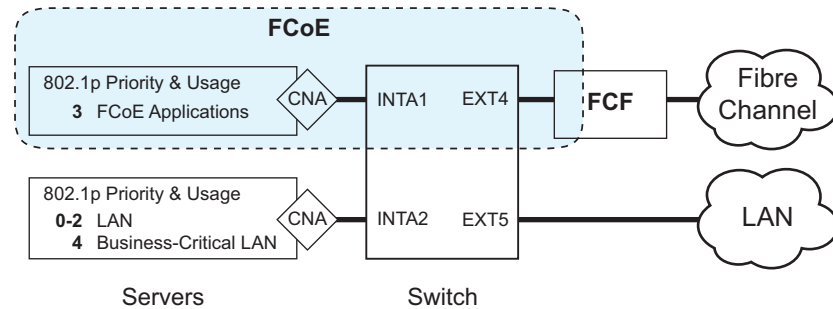 FCoE
802.1p Priority & Usage
3 FCoE Applications
CNA
INTA1
EXT4
FCF
Fibre
Channel
802.1p Priority & Usage
0-2 LAN
4 Business-Critical LAN
CNA
INTA2
EXT5
LAN
Servers
Switch